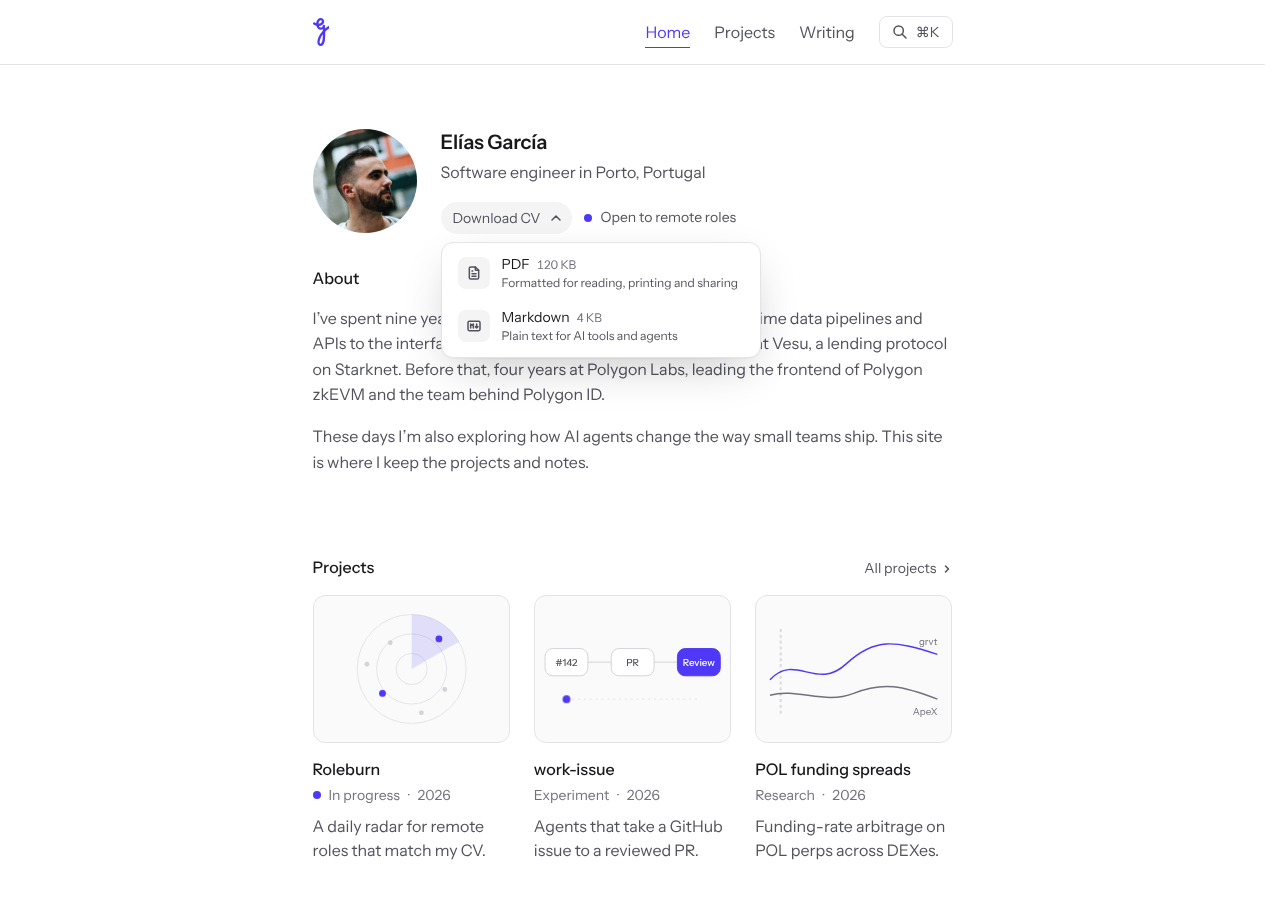 Home Projects Writing ⌘K
Elías García
Software engineer in Porto, Portugal
Download CV Open to remote roles
PDF 120 KB
Formatted for reading, printing and sharing
Markdown 4 KB
Plain text for AI tools and agents
About
I’ve spent nine data pipelines and
APIs to the at Vesu, a lending protocol
on Starknet. Before that, four years at Polygon Labs, leading the frontend of Polygon
zkEVM and the team behind Polygon ID.
These days I’m also exploring how AI agents change the way small teams ship. This site
is where I keep the projects and notes.
Projects All projects
#142 PR Review
grvt
ApeX
Roleburn
In progress · 2026
A daily radar for remote
roles that match my CV.
work-issue
Experiment · 2026
Agents that take a GitHub
issue to a reviewed PR.
POL funding spreads
Research · 2026
Funding-rate arbitrage on
POL perps across DEXes.